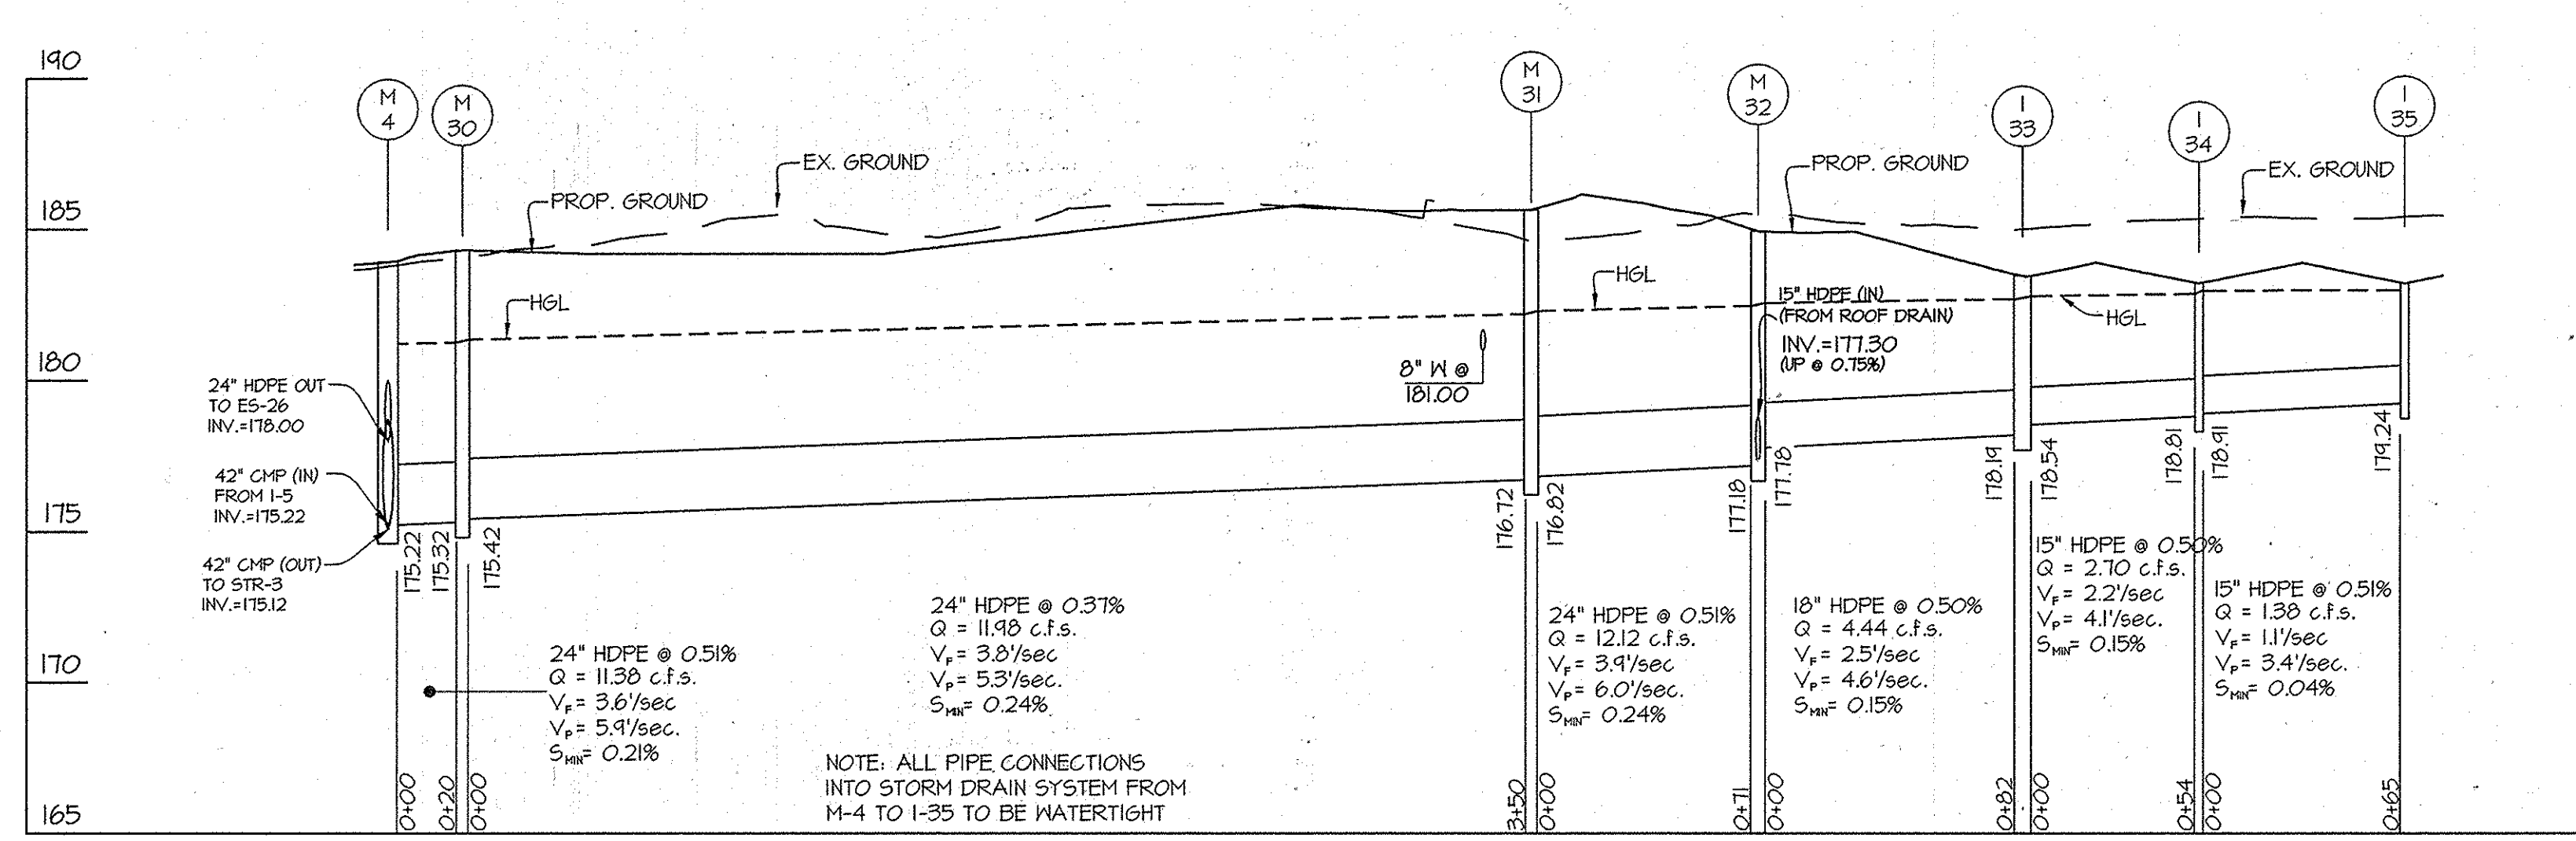 190
185
180
175
170
165
M
4
M
30
M
31
M
32
I
33
I
34
I
35
EX. GROUND
PROP. GROUND
PROP. GROUND
EX. GROUND
HGL
HGL
HGL
24" HDPE OUT
TO ES-26
INV.=178.00
42" CMP (IN)
FROM I-5
INV.=175.22
42" CMP (OUT)
TO STR-3
INV.=175.12
8" W @
181.00
15" HDPE (IN)
(FROM ROOF DRAIN)
INV.=177.30
(UP @ 0.75%)
175.22
175.32
175.42
176.72
176.82
177.18
177.78
178.19
178.54
178.81
178.91
179.24
24" HDPE @ 0.51%
Q = 11.38 c.f.s.
VF= 3.6'/sec
VP= 5.9'/sec.
SMIN= 0.21%
24" HDPE @ 0.37%
Q = 11.98 c.f.s.
VF= 3.8'/sec
VP= 5.3'/sec.
SMIN= 0.24%
24" HDPE @ 0.51%
Q = 12.12 c.f.s.
VF= 3.9'/sec
VP= 6.0'/sec.
SMIN= 0.24%
18" HDPE @ 0.50%
Q = 4.44 c.f.s.
VF= 2.5'/sec
VP= 4.6'/sec.
SMIN= 0.15%
15" HDPE @ 0.50%
Q = 2.70 c.f.s.
VF= 2.2'/sec
VP= 4.1'/sec.
SMIN= 0.15%
15" HDPE @ 0.51%
Q = 1.38 c.f.s.
VF= 1.1'/sec
VP= 3.4'/sec.
SMIN= 0.04%
NOTE: ALL PIPE CONNECTIONS
INTO STORM DRAIN SYSTEM FROM
M-4 TO I-35 TO BE WATERTIGHT
0+00
0+20
0+00
3+50
0+00
0+71
0+00
0+82
0+00
0+54
0+00
0+65